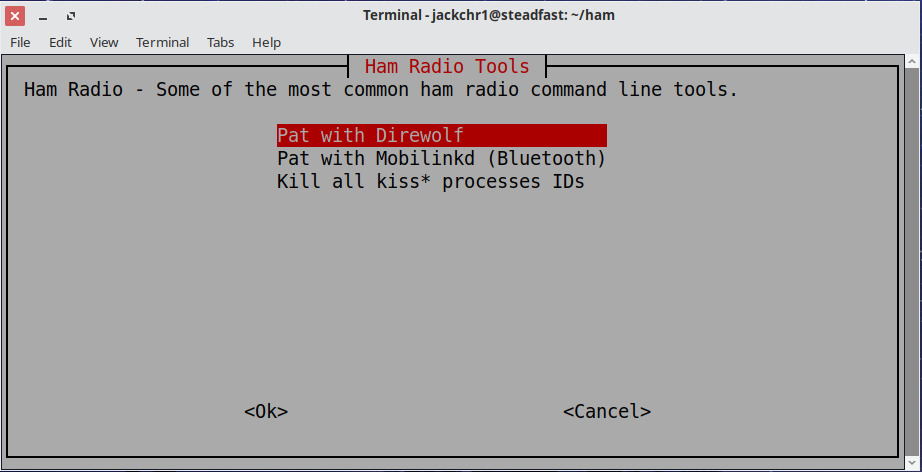 Terminal - jackchr1@steadfast: ~/ham
File Edit View Terminal Tabs Help
Ham Radio Tools
Ham Radio - Some of the most common ham radio command line tools.
Pat with Direwolf
Pat with Mobilinkd (Bluetooth)
Kill all kiss* processes IDs
<Ok> <Cancel>